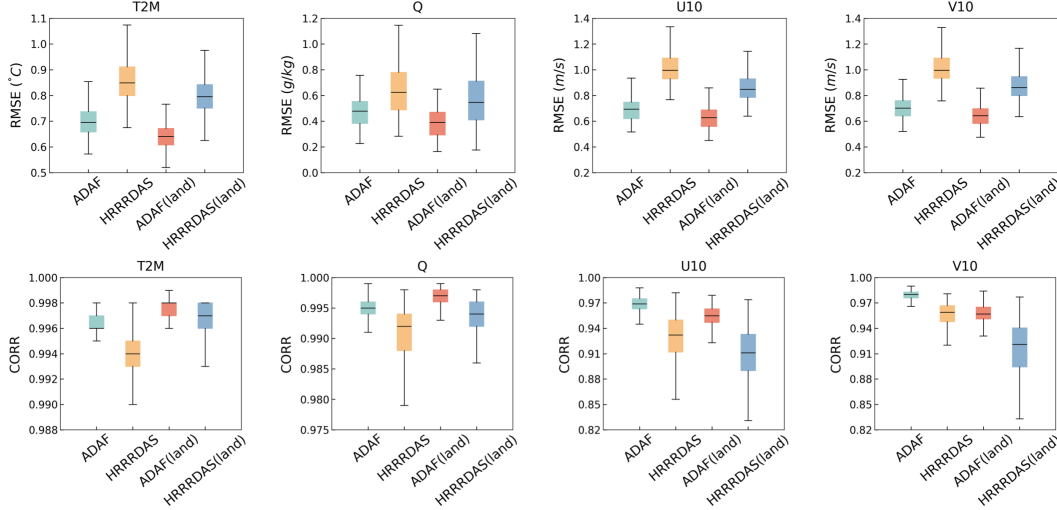 T2M
RMSE (°C)
1.1
1.0
0.9
0.8
0.7
0.6
0.5
ADAF
HRRRDAS
ADAF(land)
HRRRDAS(land)
Q
RMSE (g/kg)
1.2
1.0
0.8
0.6
0.4
0.2
0.0
ADAF
HRRRDAS
ADAF(land)
HRRRDAS(land)
U10
RMSE (m/s)
1.4
1.2
1.0
0.8
0.6
0.4
0.2
ADAF
HRRRDAS
ADAF(land)
HRRRDAS(land)
V10
RMSE (m/s)
1.4
1.2
1.0
0.8
0.6
0.4
0.2
ADAF
HRRRDAS
ADAF(land)
HRRRDAS(land)
T2M
CORR
1.000
0.998
0.996
0.994
0.992
0.990
0.988
ADAF
HRRRDAS
ADAF(land)
HRRRDAS(land)
Q
CORR
1.000
0.995
0.990
0.985
0.980
0.975
ADAF
HRRRDAS
ADAF(land)
HRRRDAS(land)
U10
CORR
1.00
0.97
0.94
0.91
0.88
0.85
0.82
ADAF
HRRRDAS
ADAF(land)
HRRRDAS(land)
V10
CORR
1.00
0.97
0.94
0.91
0.88
0.85
0.82
ADAF
HRRRDAS
ADAF(land)
HRRRDAS(land)